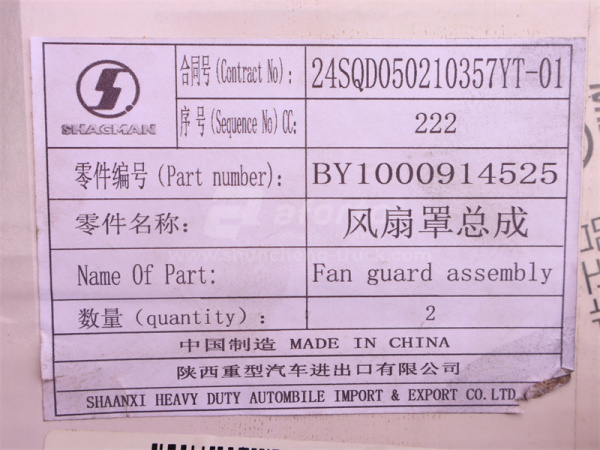 SHACMAN
合同号(Contract No): 24SQD050210357YT-01
序号(Sequence No)CC: 222
零件编号(Part number): BY1000914525
零件名称: 风扇罩总成
Name Of Part: Fan guard assembly
数量(quantity): 2
中国制造 MADE IN CHINA
陕西重型汽车进出口有限公司
SHAANXI HEAVY DUTY AUTOMBILE IMPORT & EXPORT CO.LTD